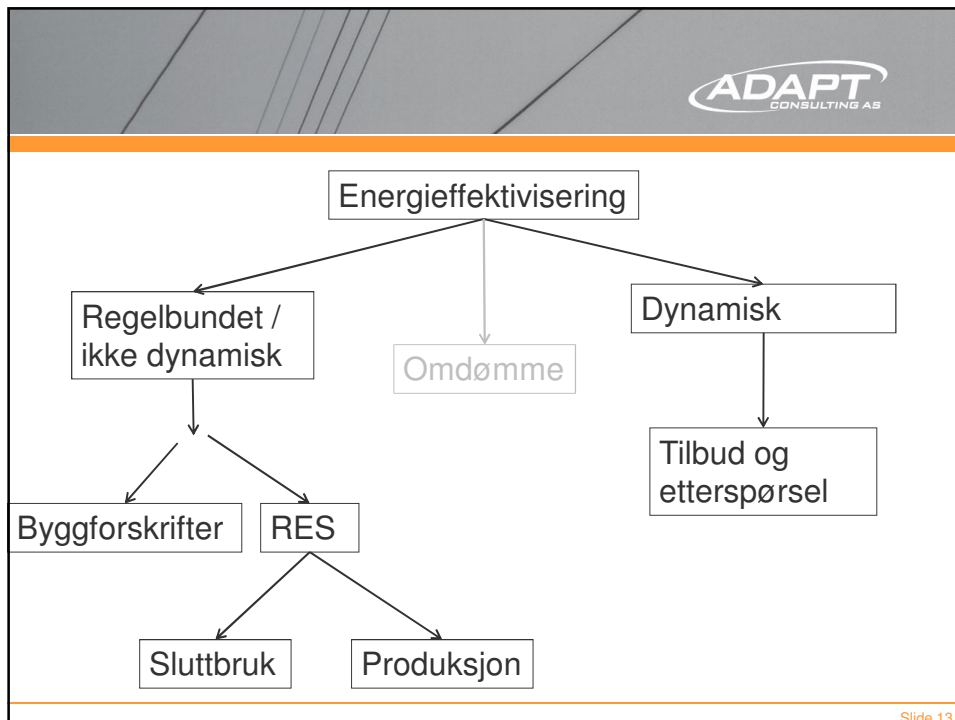 ADAPT
CONSULTING AS
Energieffektivisering
Regelbundet /
ikke dynamisk
Omdømme
Dynamisk
Tilbud og
etterspørsel
Byggforskrifter
RES
Sluttbruk
Produksjon
Slide 13